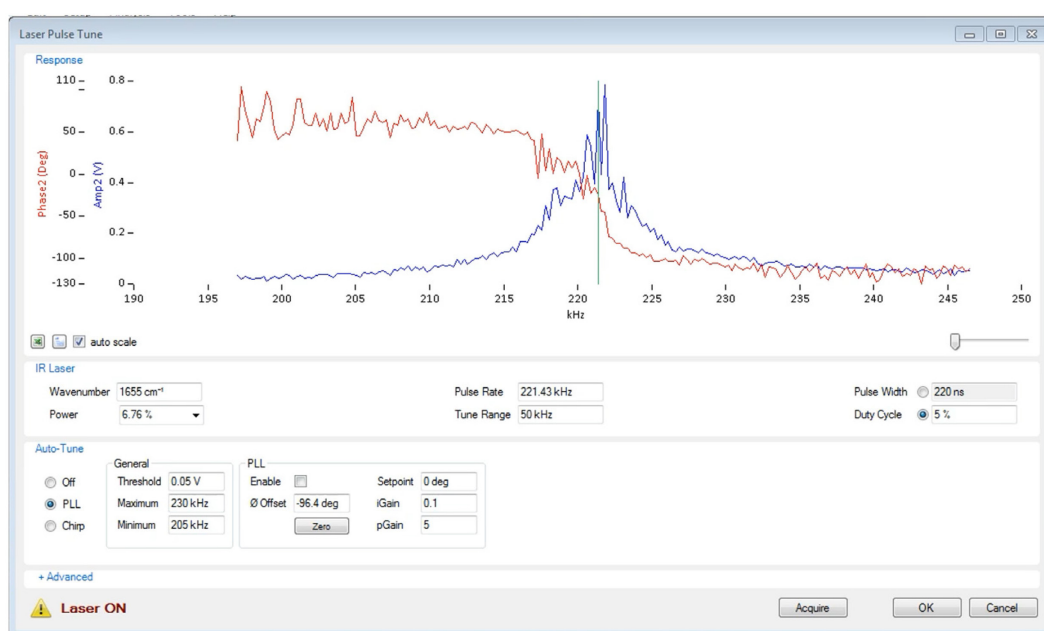 Laser Pulse Tune
Response
110
50
0
-50
-100
-130
Phase2 (Deg)
0.8
0.6
0.4
0.2
0
Amp2 (V)
190 195 200 205 210 215 220 225 230 235 240 245 250
kHz
auto scale
IR Laser
Wavenumber 1655 cm⁻¹ Pulse Rate 221.43 kHz Pulse Width 220 ns
Power 6.76 % Tune Range 50 kHz Duty Cycle 5 %
Auto-Tune
General PLL
Off Threshold 0.05 V Enable Setpoint 0 deg
PLL Maximum 230 kHz Ø Offset -96.4 deg iGain 0.1
Chirp Minimum 205 kHz Zero pGain 5
+ Advanced
Laser ON Acquire OK Cancel